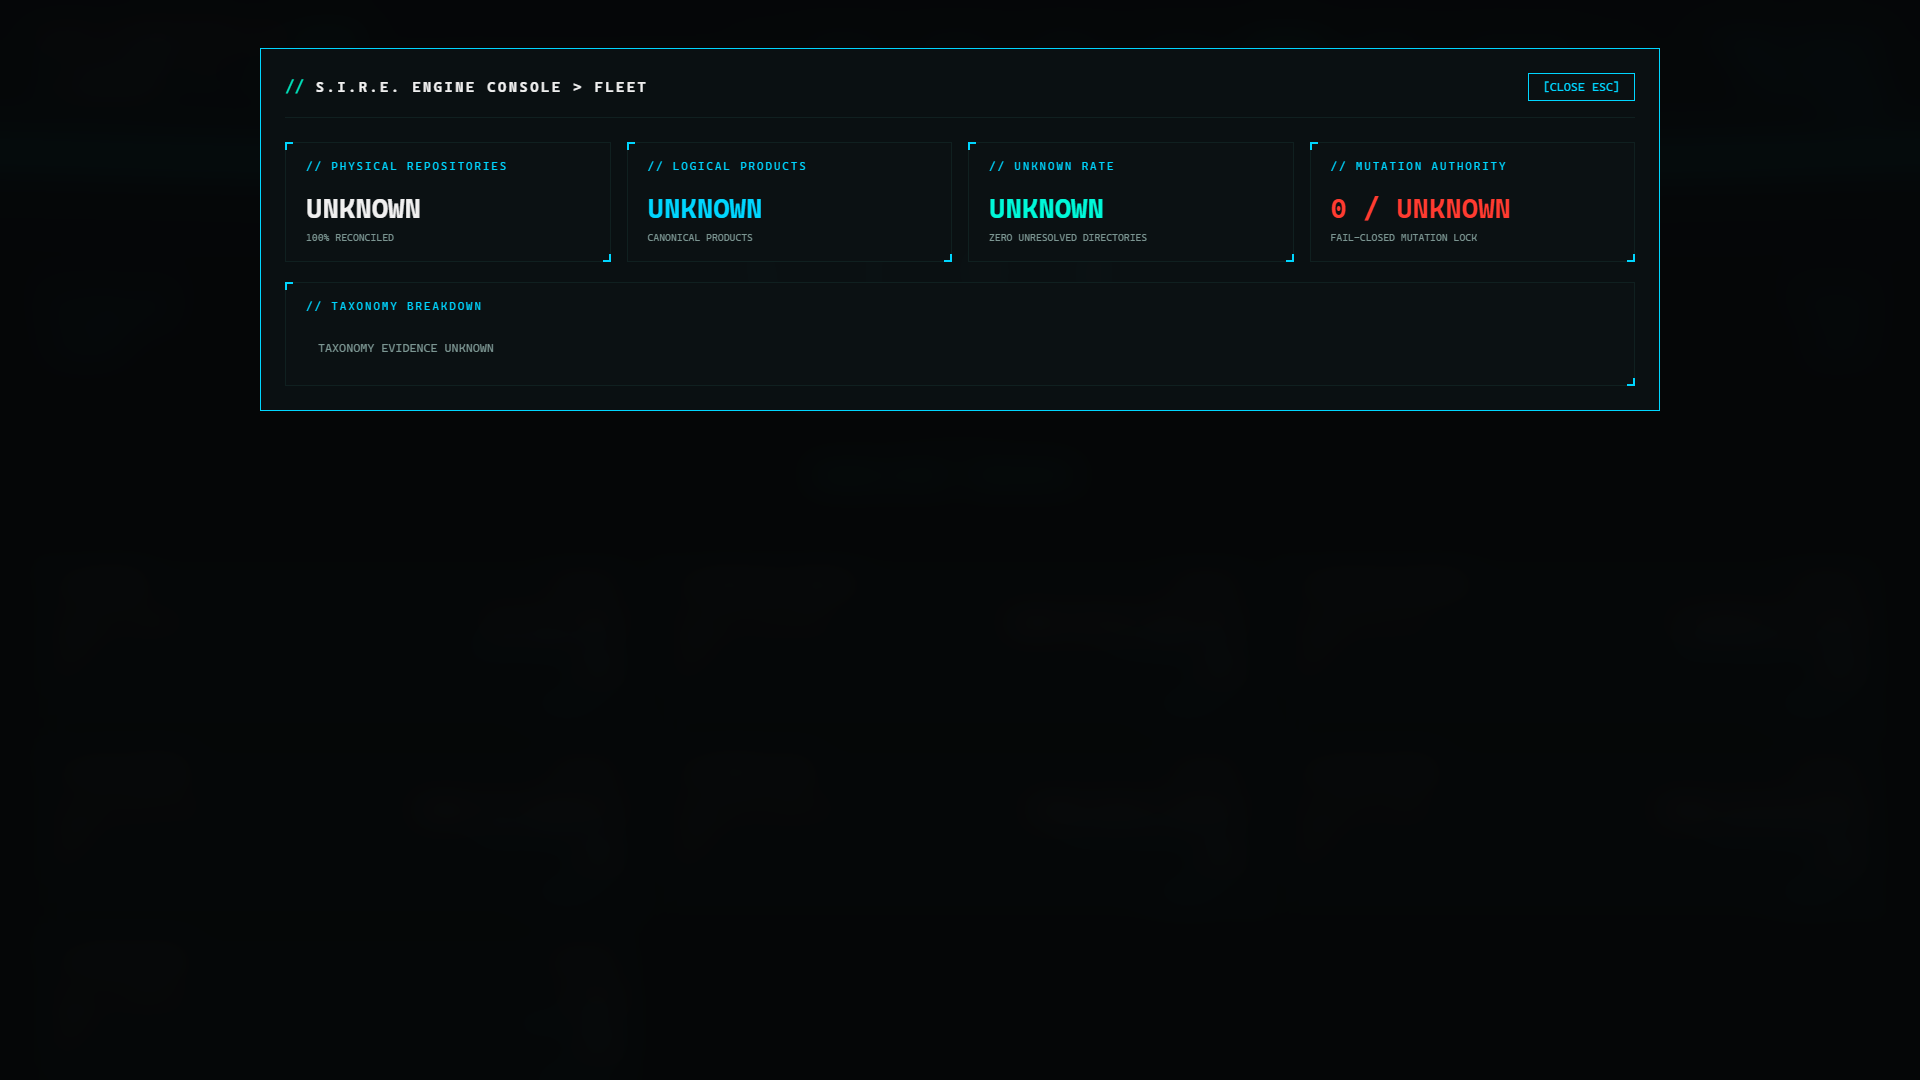 // S.I.R.E. ENGINE CONSOLE > FLEET
[CLOSE ESC]
// PHYSICAL REPOSITORIES
UNKNOWN
100% RECONCILED
// LOGICAL PRODUCTS
UNKNOWN
CANONICAL PRODUCTS
// UNKNOWN RATE
UNKNOWN
ZERO UNRESOLVED DIRECTORIES
// MUTATION AUTHORITY
0 / UNKNOWN
FAIL-CLOSED MUTATION LOCK
// TAXONOMY BREAKDOWN
TAXONOMY EVIDENCE UNKNOWN